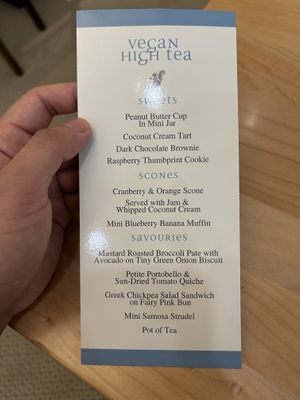 vegan
high tea
sweets
Peanut Butter Cup
In Mini Jar
Coconut Cream Tart
Dark Chocolate Brownie
Raspberry Thumbprint Cookie
scones
Cranberry & Orange Scone
Served with Jam &
Whipped Coconut Cream
Mini Blueberry Banana Muffin
savouries
Mustard Roasted Broccoli Pate with
Avocado on Tiny Green Onion Biscuit
Petite Portobello &
Sun-Dried Tomato Quiche
Greek Chickpea Salad Sandwich
on Fairy Pink Bun
Mini Samosa Strudel
Pot of Tea